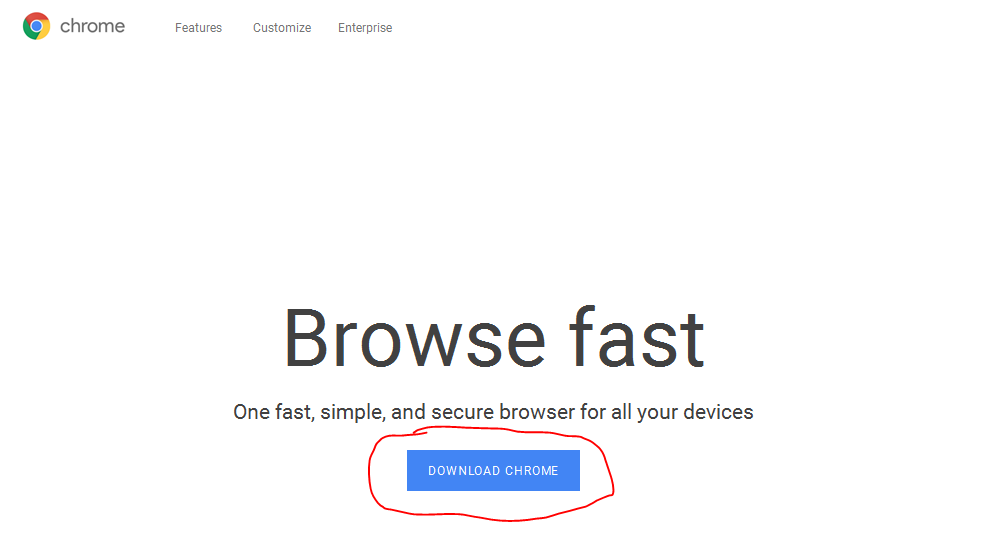 chrome Features Customize Enterprise
Browse fast
One fast, simple, and secure browser for all your devices
DOWNLOAD CHROME